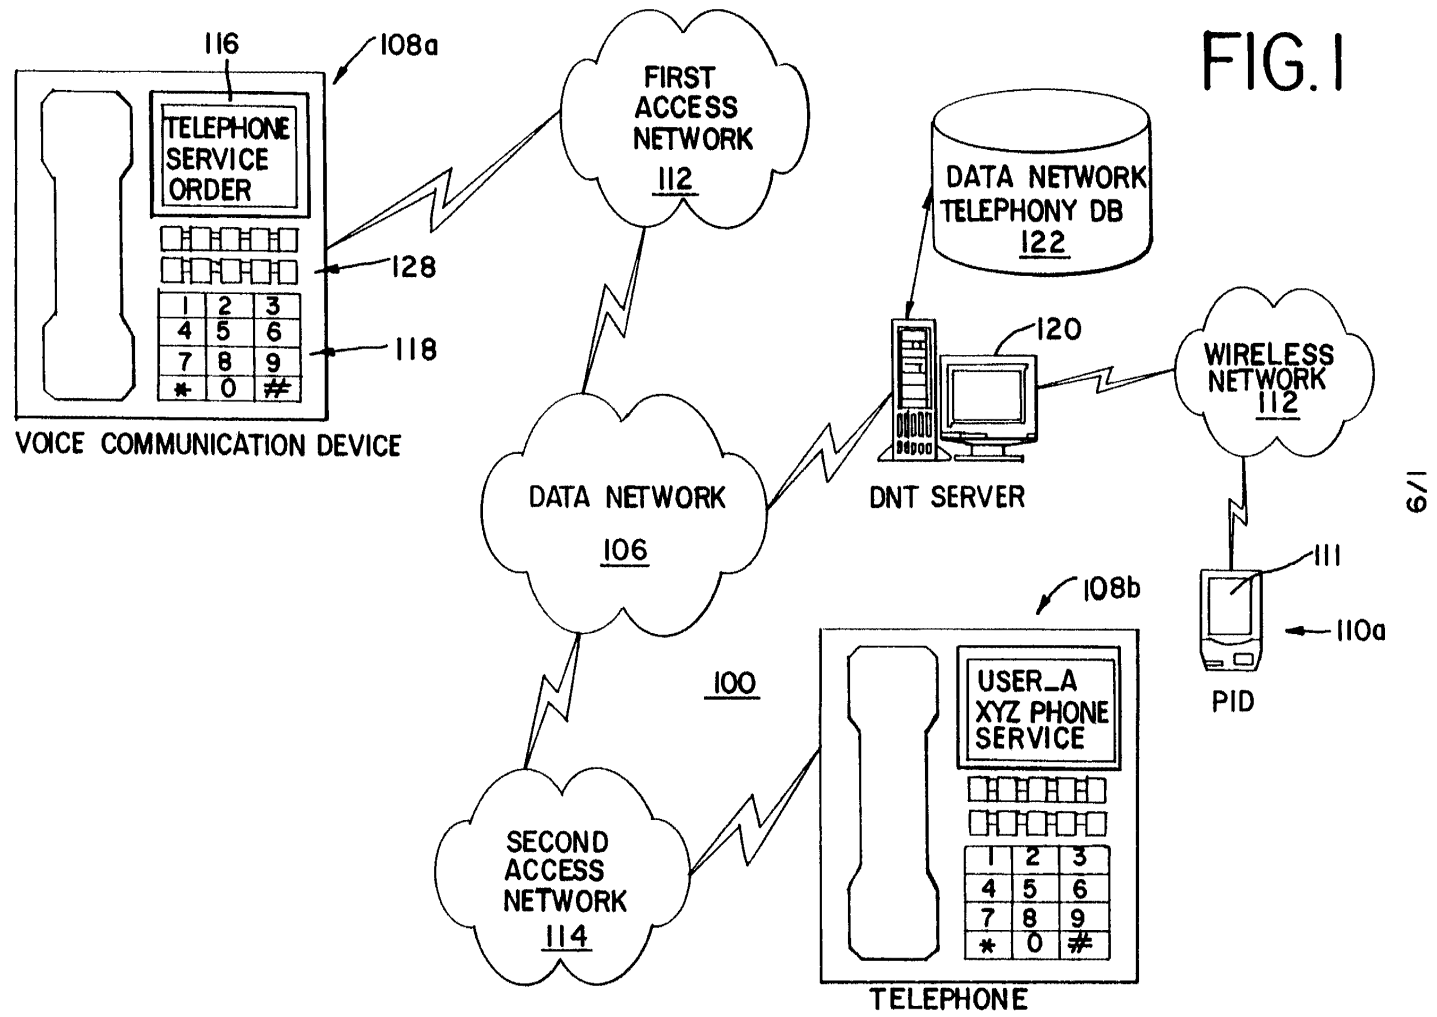 FIG. 1
116
108a
TELEPHONE
SERVICE
ORDER
128
1 2 3
4 5 6
7 8 9
* 0 #
118
VOICE COMMUNICATION DEVICE
FIRST
ACCESS
NETWORK
112
DATA NETWORK
TELEPHONY DB
122
120
DNT SERVER
WIRELESS
NETWORK
112
DATA NETWORK
106
111
110a
PID
100
108b
USER_A
XYZ PHONE
SERVICE
1 2 3
4 5 6
7 8 9
* 0 #
TELEPHONE
SECOND
ACCESS
NETWORK
114
1/9